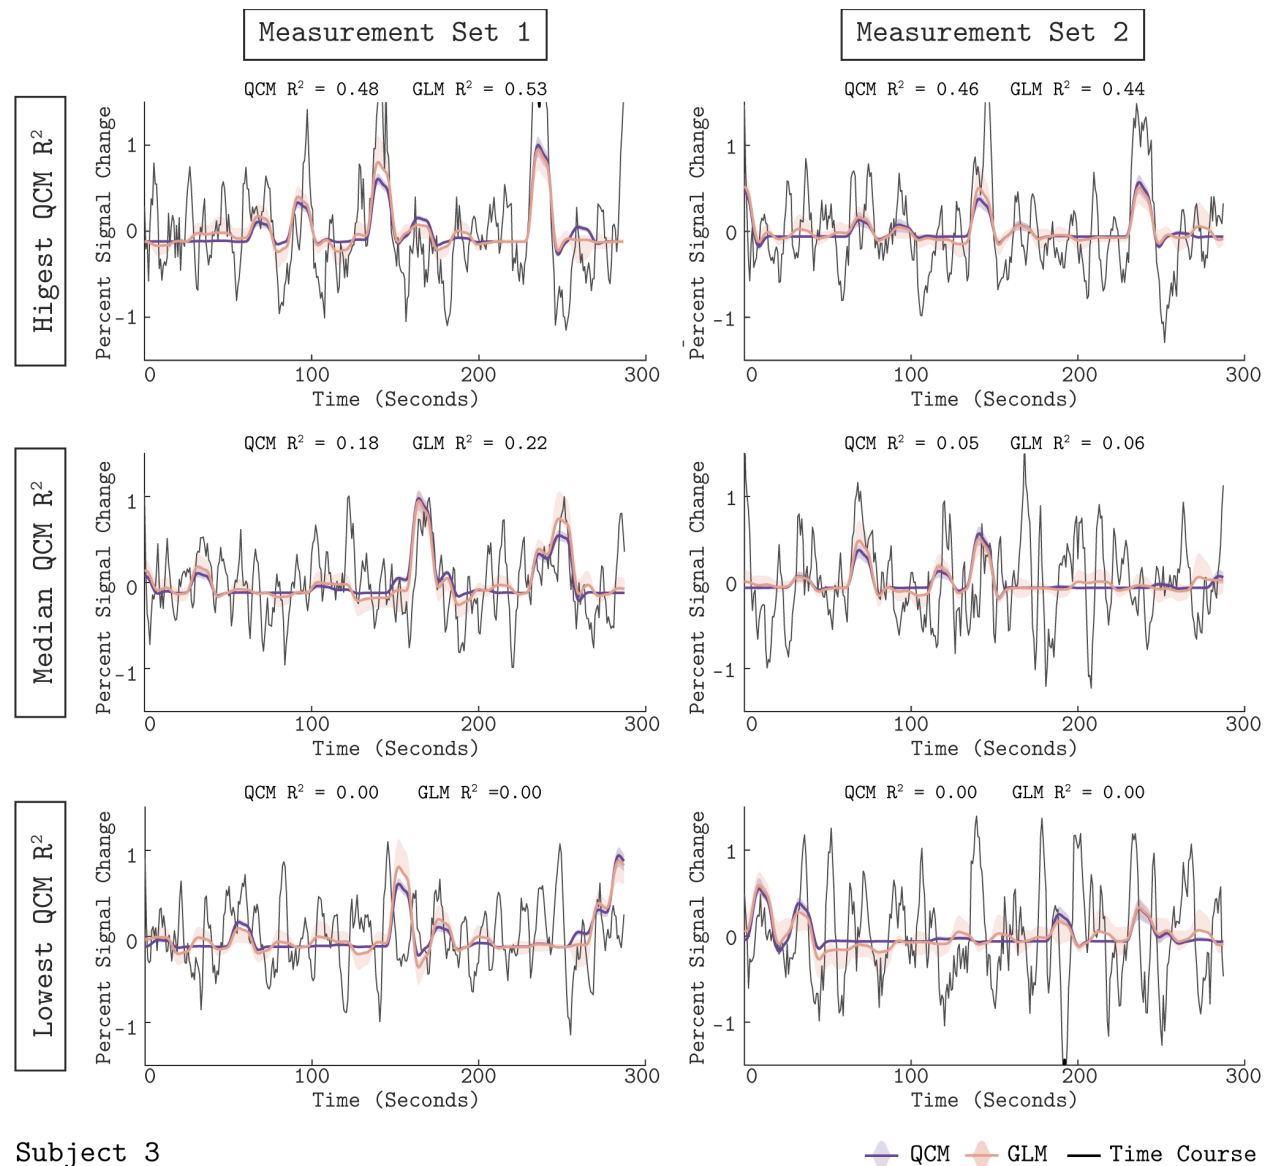 Measurement Set 1
Measurement Set 2
Higest QCM R²
QCM R² = 0.48 GLM R² = 0.53
Percent Signal Change
1
0
-1
0 100 200 300
Time (Seconds)
QCM R² = 0.46 GLM R² = 0.44
Percent Signal Change
1
0
-1
0 100 200 300
Time (Seconds)
Median QCM R²
QCM R² = 0.18 GLM R² = 0.22
Percent Signal Change
1
0
-1
0 100 200 300
Time (Seconds)
QCM R² = 0.05 GLM R² = 0.06
Percent Signal Change
1
0
-1
0 100 200 300
Time (Seconds)
Lowest QCM R²
QCM R² = 0.00 GLM R² =0.00
Percent Signal Change
1
0
-1
0 100 200 300
Time (Seconds)
QCM R² = 0.00 GLM R² = 0.00
Percent Signal Change
1
0
-1
0 100 200 300
Time (Seconds)
Subject 3
QCM GLM Time Course